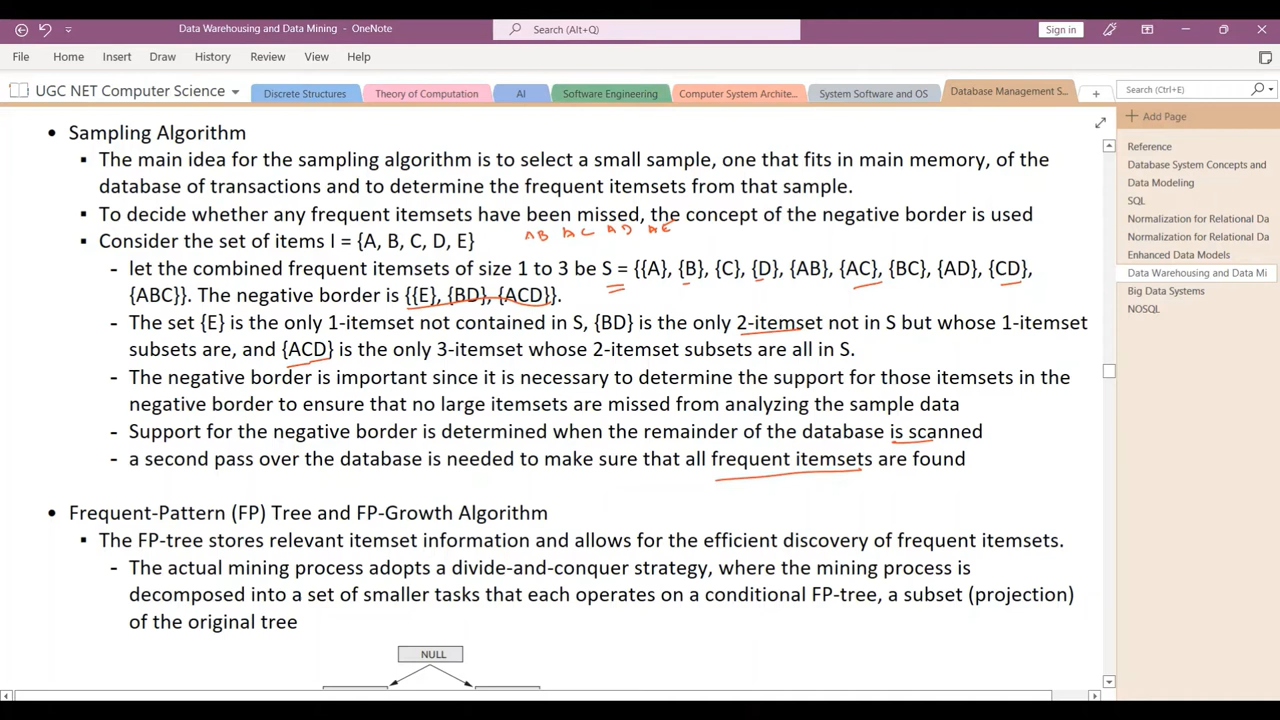 Data Warehousing and Data Mining - OneNote
Search (Alt+Q)
Sign in
File Home Insert Draw History Review View Help
UGC NET Computer Science
Discrete Structures
Theory of Computation
AI
Software Engineering
Computer System Archite...
System Software and OS
Database Management S...
+
Search (Ctrl+E)
Add Page
Reference
Database System Concepts and
Data Modeling
SQL
Normalization for Relational Da
Normalization for Relational Da
Enhanced Data Models
Data Warehousing and Data Mi
Big Data Systems
NOSQL
• Sampling Algorithm
▪ The main idea for the sampling algorithm is to select a small sample, one that fits in main memory, of the
database of transactions and to determine the frequent itemsets from that sample.
▪ To decide whether any frequent itemsets have been missed, the concept of the negative border is used
AB AC AD AE
▪ Consider the set of items I = {A, B, C, D, E}
- let the combined frequent itemsets of size 1 to 3 be S = {{A}, {B}, {C}, {D}, {AB}, {AC}, {BC}, {AD}, {CD},
{ABC}}. The negative border is {{E}, {BD}, {ACD}}.
- The set {E} is the only 1-itemset not contained in S, {BD} is the only 2-itemset not in S but whose 1-itemset
subsets are, and {ACD} is the only 3-itemset whose 2-itemset subsets are all in S.
- The negative border is important since it is necessary to determine the support for those itemsets in the
negative border to ensure that no large itemsets are missed from analyzing the sample data
- Support for the negative border is determined when the remainder of the database is scanned
- a second pass over the database is needed to make sure that all frequent itemsets are found
• Frequent-Pattern (FP) Tree and FP-Growth Algorithm
▪ The FP-tree stores relevant itemset information and allows for the efficient discovery of frequent itemsets.
- The actual mining process adopts a divide-and-conquer strategy, where the mining process is
decomposed into a set of smaller tasks that each operates on a conditional FP-tree, a subset (projection)
of the original tree
NULL